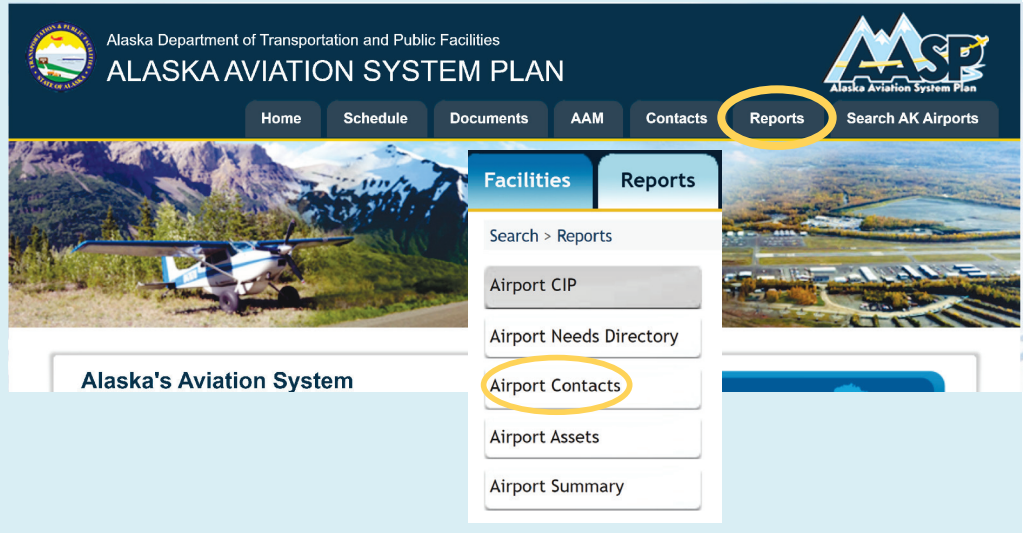 Alaska Department of Transportation and Public Facilities
ALASKA AVIATION SYSTEM PLAN
AASP
Alaska Aviation System Plan
Home Schedule Documents AAM Contacts Reports Search AK Airports
Facilities Reports
Search > Reports
Airport CIP
Airport Needs Directory
Airport Contacts
Airport Assets
Airport Summary
Alaska's Aviation System